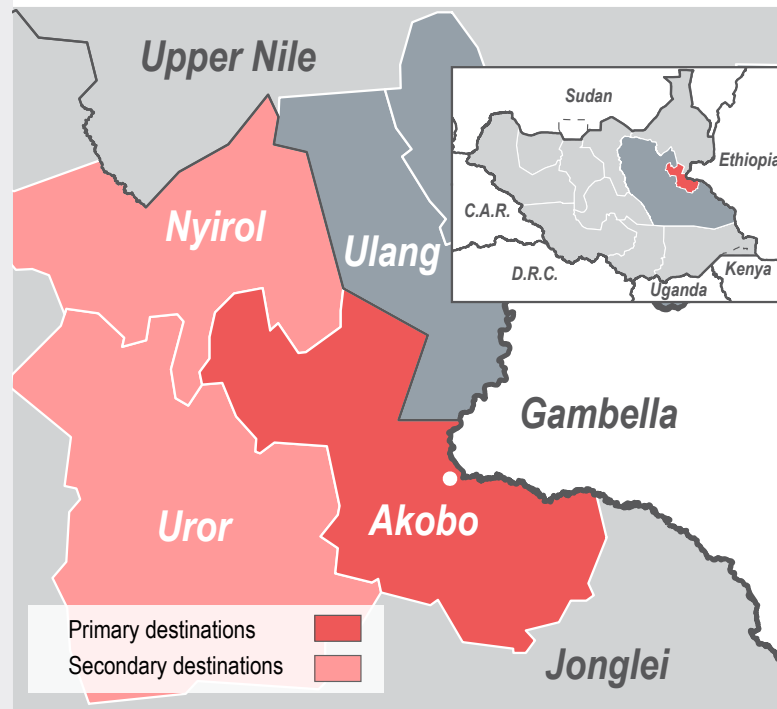 Upper Nile
Sudan
Ethiopia
C.A.R.
D.R.C.
Uganda
Kenya
Nyirol
Ulang
Gambella
Uror
Akobo
Primary destinations
Secondary destinations
Jonglei